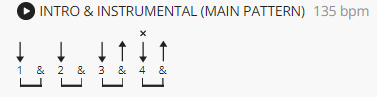 INTRO & INSTRUMENTAL (MAIN PATTERN) 135 bpm
×
1 & 2 & 3 & 4 &